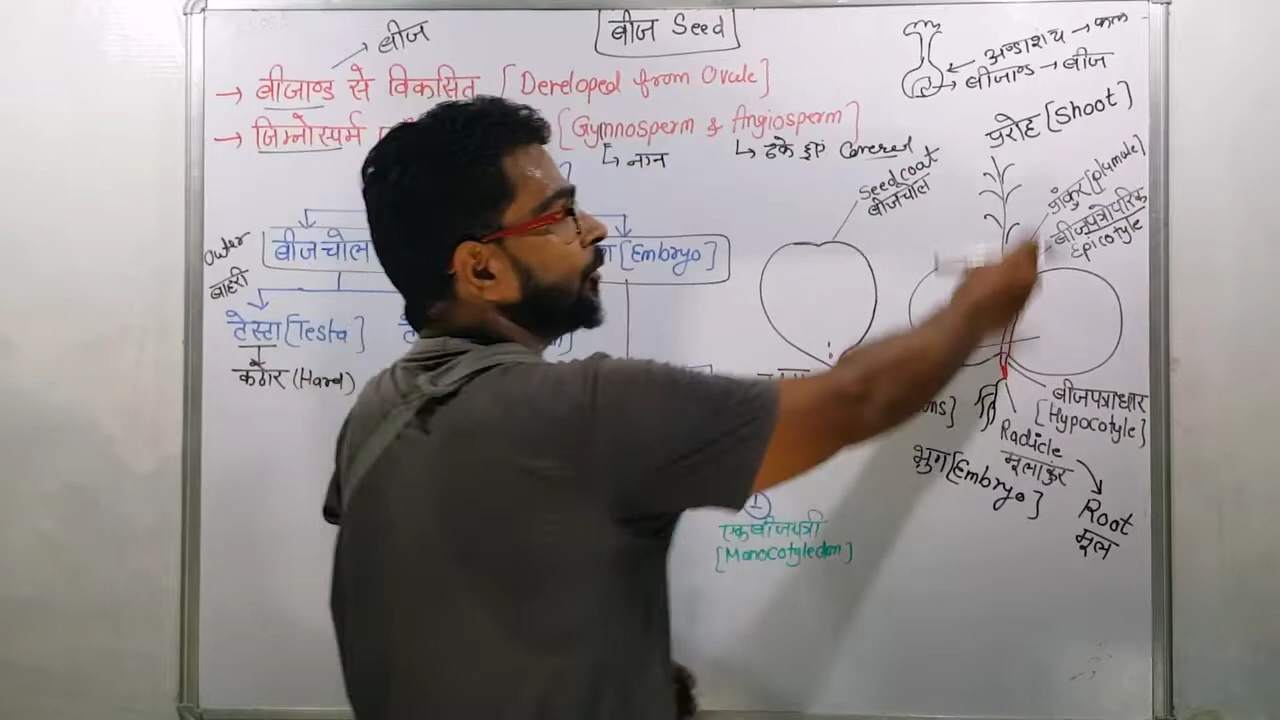 बीज Seed
→ बीज
→ बीजाण्ड से विकसित [Developed from Ovule]
→ जिम्नोस्पर्म [Gymnosperm & Angiosperm]
↳ नग्न ↳ ढके हुए Covered
→ अण्डाशय → फल
→ बीजाण्ड → बीज
प्ररोह [Shoot]
Seed coat
बीजचोल
अंकुर [plumule]
बीजपत्रोपरिक
Epicotyle
Outer
बाहरी
बीजचोल
[Embryo]
टेस्टा [Testa]
कठोर (Hard)
ons]
बीजपत्राधार
[Hypocotyle]
Radicle
मूलांकुर
भ्रुण [Embryo]
Root
मूल
1
एकबीजपत्री
[Monocotyledon]